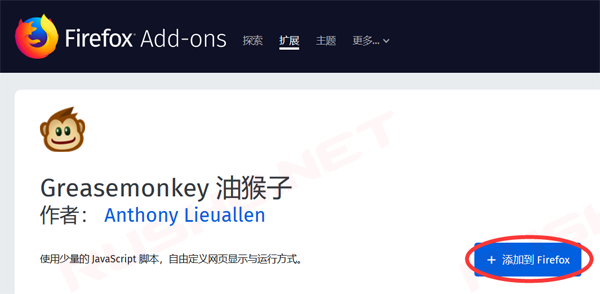 Firefox Add-ons 探索 扩展 主题 更多...
Greasemonkey 油猴子
作者： Anthony Lieuallen
使用少量的 JavaScript 脚本，自由定义网页显示与运行方式。
+ 添加到 Firefox